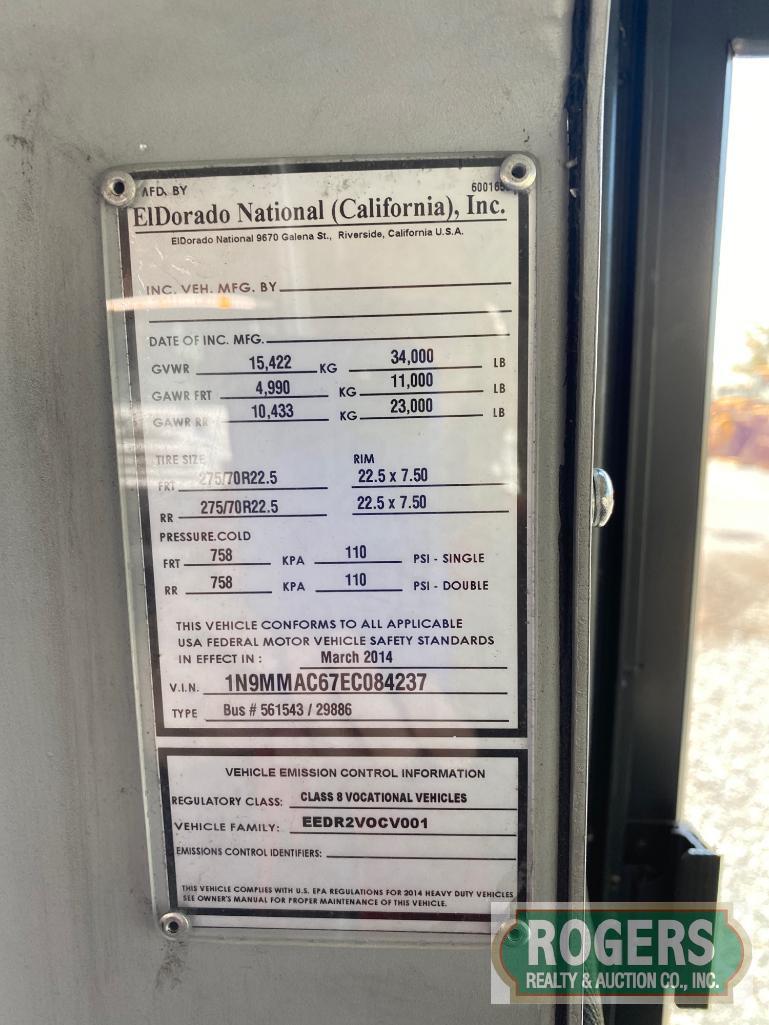 MFD. BY
ElDorado National (California), Inc.
ElDorado National 9670 Galena St., Riverside, California U.S.A.
INC. VEH. MFG. BY
DATE OF INC. MFG.
GVWR 15,422 KG 34,000 LB
GAWR FRT 4,990 KG 11,000 LB
GAWR RR 10,433 KG 23,000 LB
TIRE SIZE RIM
FRT 275/70R22.5 22.5 x 7.50
RR 275/70R22.5 22.5 x 7.50
PRESSURE.COLD
FRT 758 KPA 110 PSI - SINGLE
RR 758 KPA 110 PSI - DOUBLE
THIS VEHICLE CONFORMS TO ALL APPLICABLE
USA FEDERAL MOTOR VEHICLE SAFETY STANDARDS
IN EFFECT IN : March 2014
V.I.N. 1N9MMAC67EC084237
TYPE Bus # 561543 / 29886
VEHICLE EMISSION CONTROL INFORMATION
REGULATORY CLASS: CLASS 8 VOCATIONAL VEHICLES
VEHICLE FAMILY: EEDR2VOCV001
EMISSIONS CONTROL IDENTIFIERS:
THIS VEHICLE COMPLIES WITH U.S. EPA REGULATIONS FOR 2014 HEAVY DUTY VEHICLES
SEE OWNER'S MANUAL FOR PROPER MAINTENANCE OF THIS VEHICLE.
ROGERS
REALTY & AUCTION CO., INC.